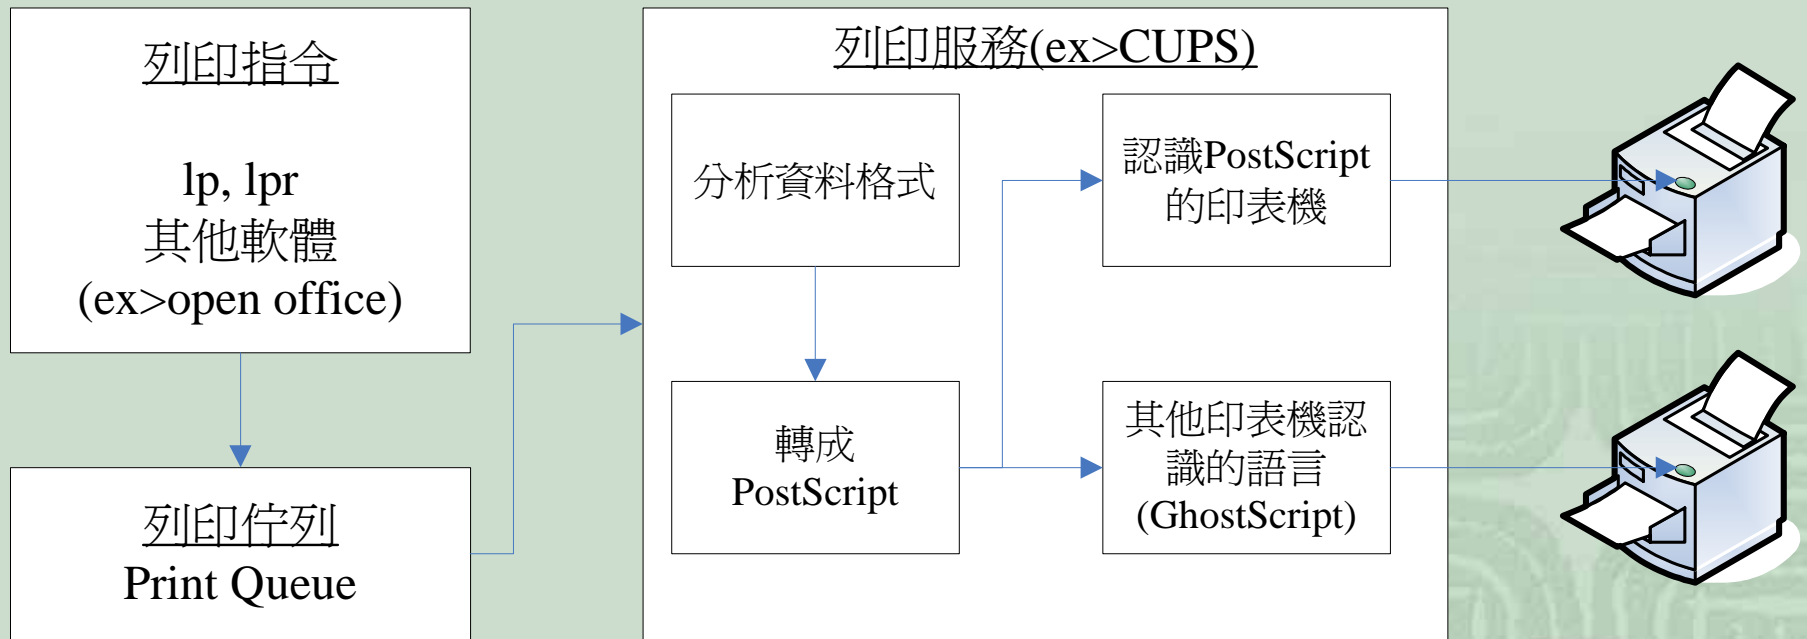 列印指令
lp, lpr
其他軟體
(ex>open office)
列印佇列
Print Queue
列印服務(ex>CUPS)
分析資料格式
轉成
PostScript
認識PostScript
的印表機
其他印表機認
識的語言
(GhostScript)